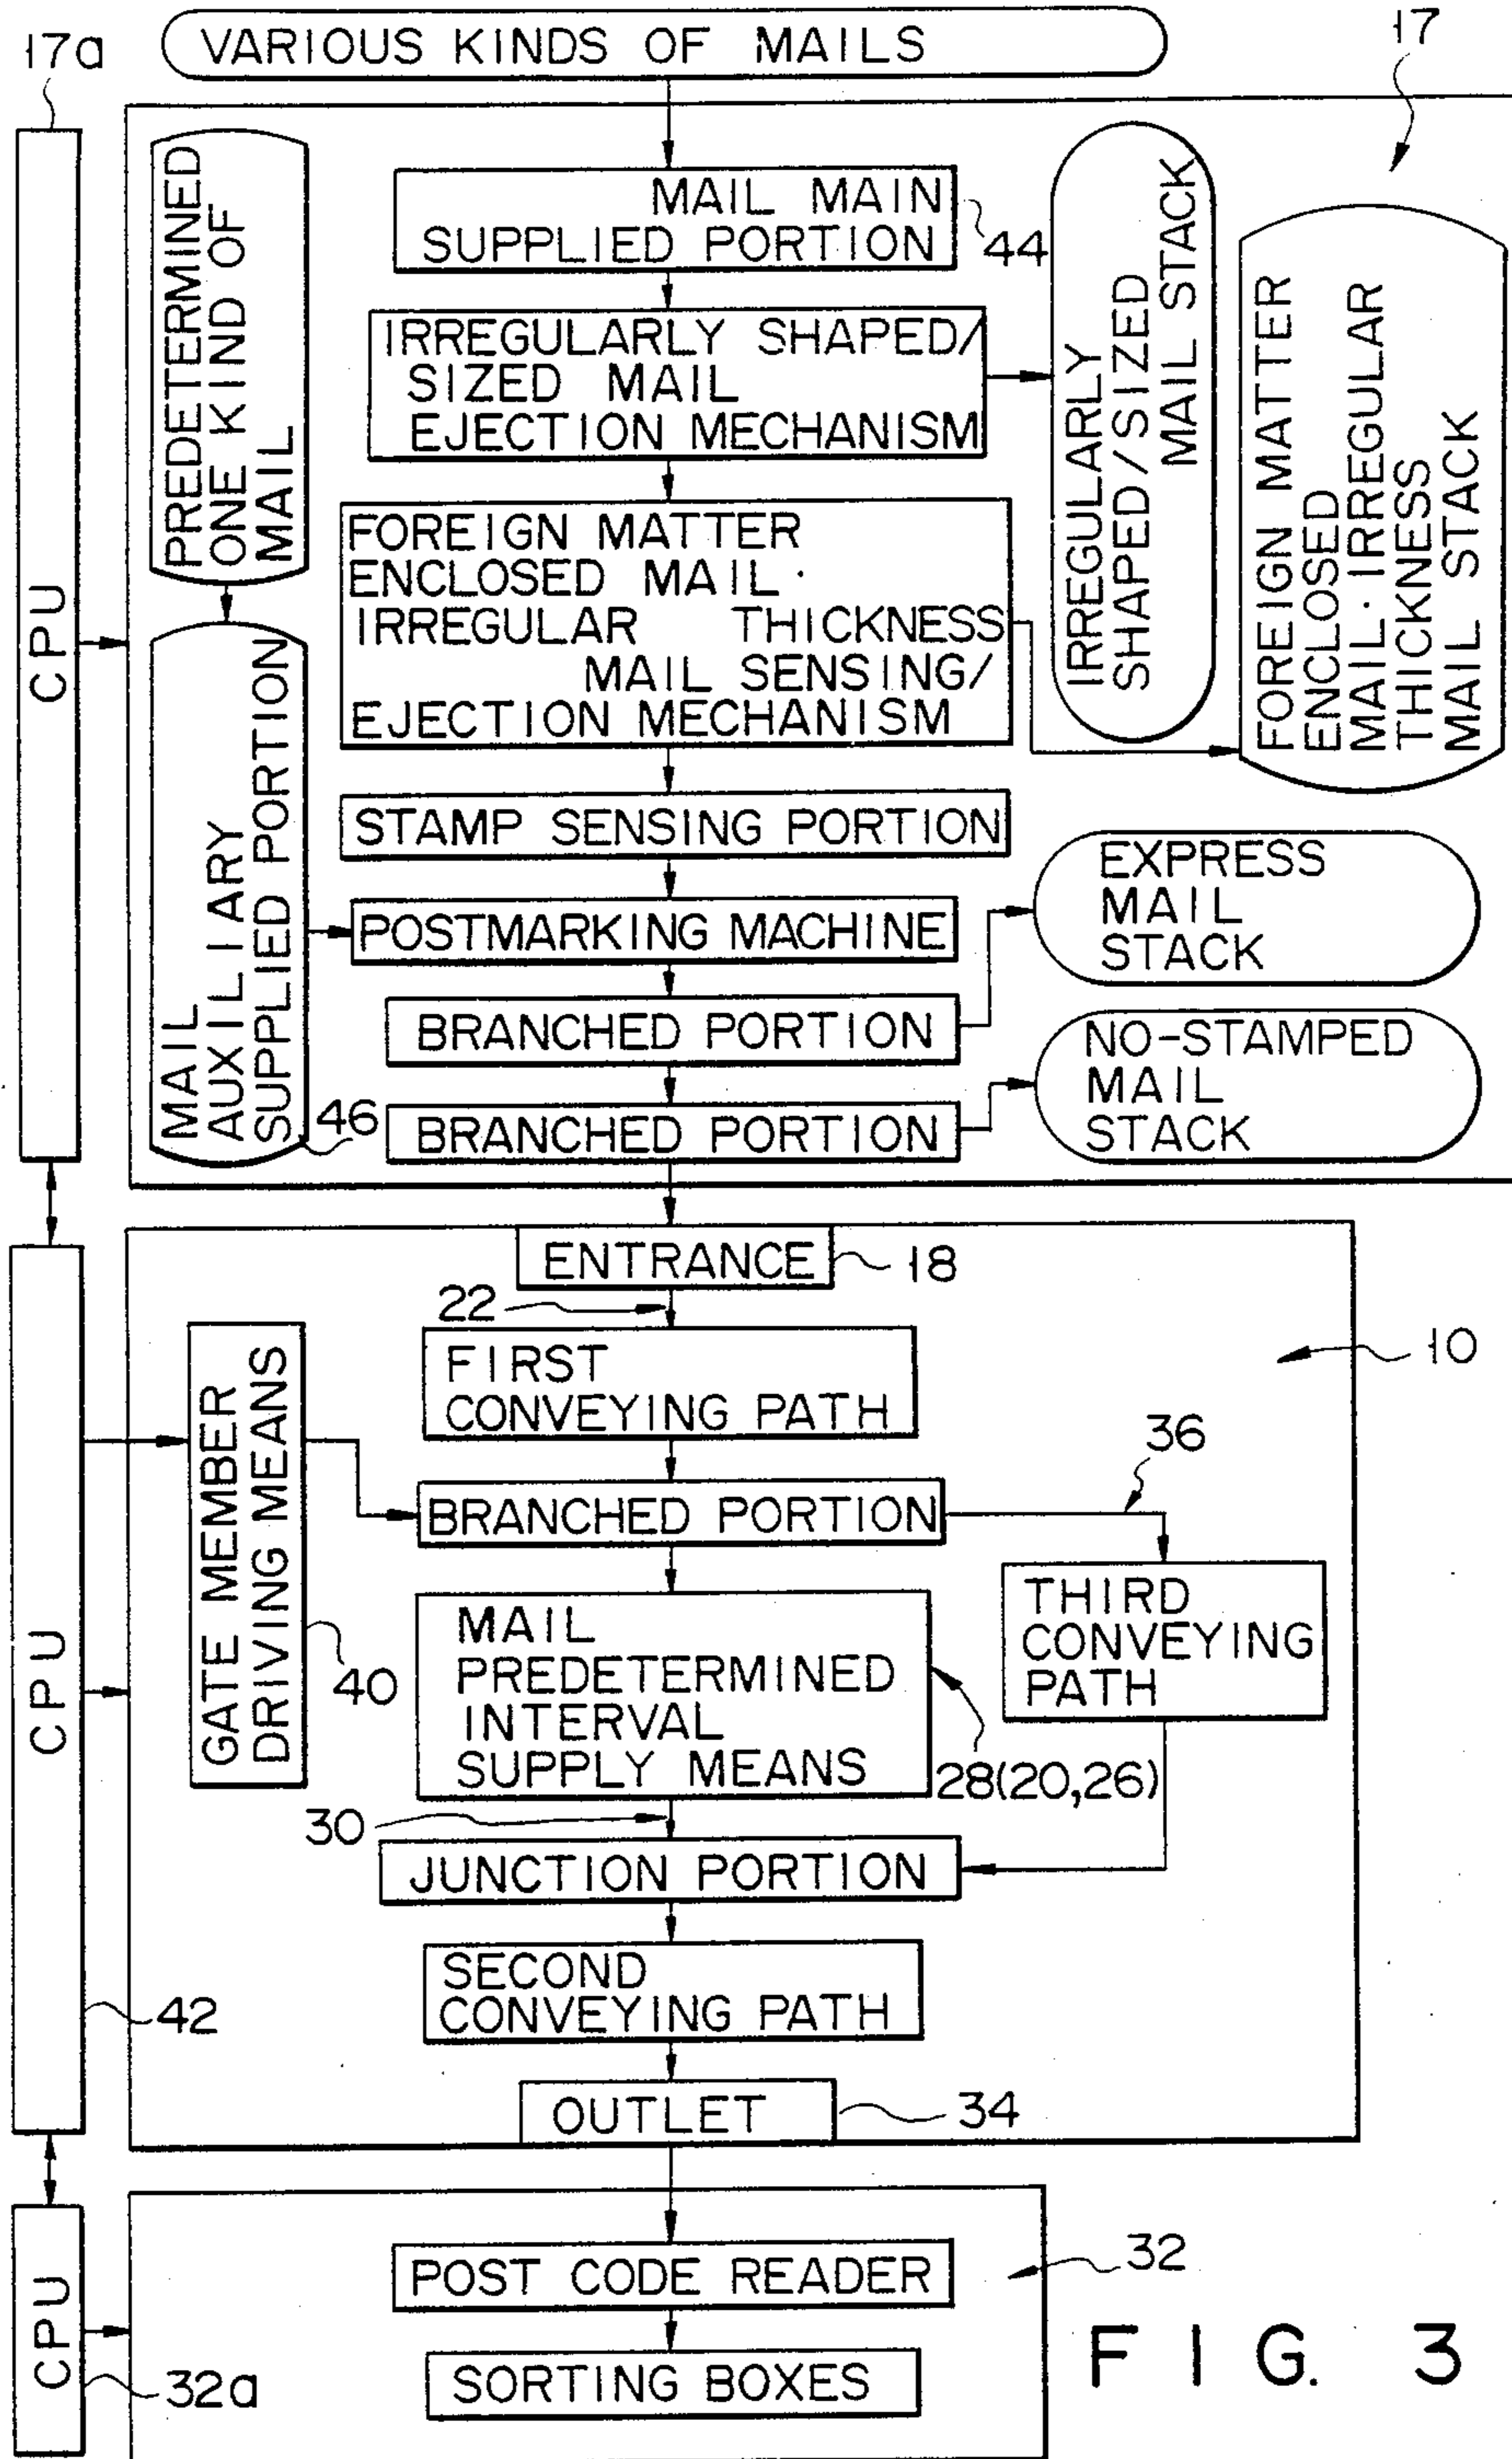 17a
VARIOUS KINDS OF MAILS
17
CPU
PREDETERMINED
ONE KIND OF
MAIL
MAIL MAIN
SUPPLIED PORTION
44
IRREGULARLY SHAPED/
SIZED MAIL
EJECTION MECHANISM
IRREGULARLY
SHAPED/SIZED
MAIL STACK
FOREIGN MATTER
ENCLOSED MAIL·
IRREGULAR THICKNESS
MAIL SENSING/
EJECTION MECHANISM
FOREIGN MATTER
ENCLOSED
MAIL·IRREGULAR
THICKNESS
MAIL STACK
MAIL
AUXILIARY
SUPPLIED PORTION
46
STAMP SENSING PORTION
POSTMARKING MACHINE
EXPRESS
MAIL
STACK
BRANCHED PORTION
NO-STAMPED
MAIL
STACK
BRANCHED PORTION
ENTRANCE
18
22
CPU
42
GATE MEMBER
DRIVING MEANS
40
FIRST
CONVEYING PATH
10
36
BRANCHED PORTION
MAIL
PREDETERMINED
INTERVAL
SUPPLY MEANS
28(20,26)
THIRD
CONVEYING
PATH
30
JUNCTION PORTION
SECOND
CONVEYING PATH
OUTLET
34
CPU
32a
POST CODE READER
32
SORTING BOXES
FIG. 3